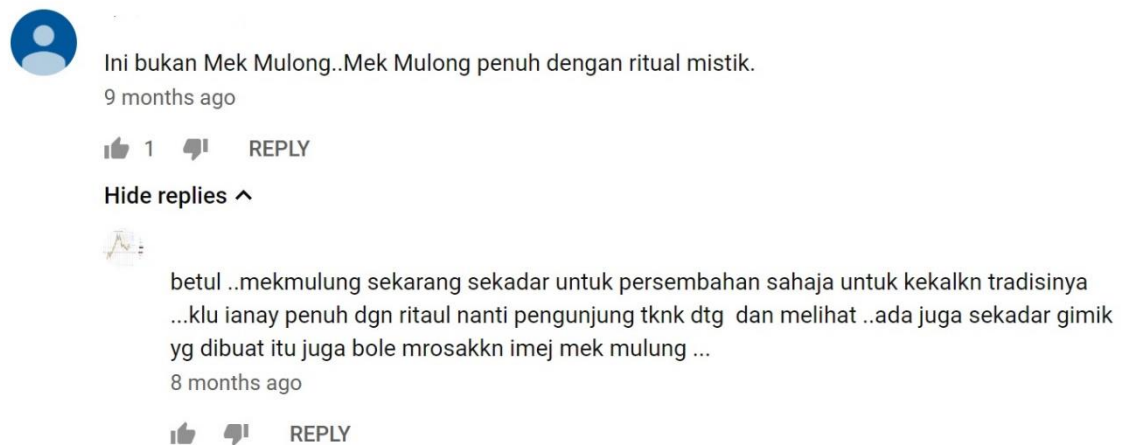 Ini bukan Mek Mulong..Mek Mulong penuh dengan ritual mistik.
9 months ago
1 REPLY
Hide replies
betul ..mekmulung sekarang sekadar untuk persembahan sahaja untuk kekalkn tradisinya
...klu ianay penuh dgn ritaul nanti pengunjung tknk dtg dan melihat ..ada juga sekadar gimik
yg dibuat itu juga bole mrosakkn imej mek mulung ...
8 months ago
REPLY